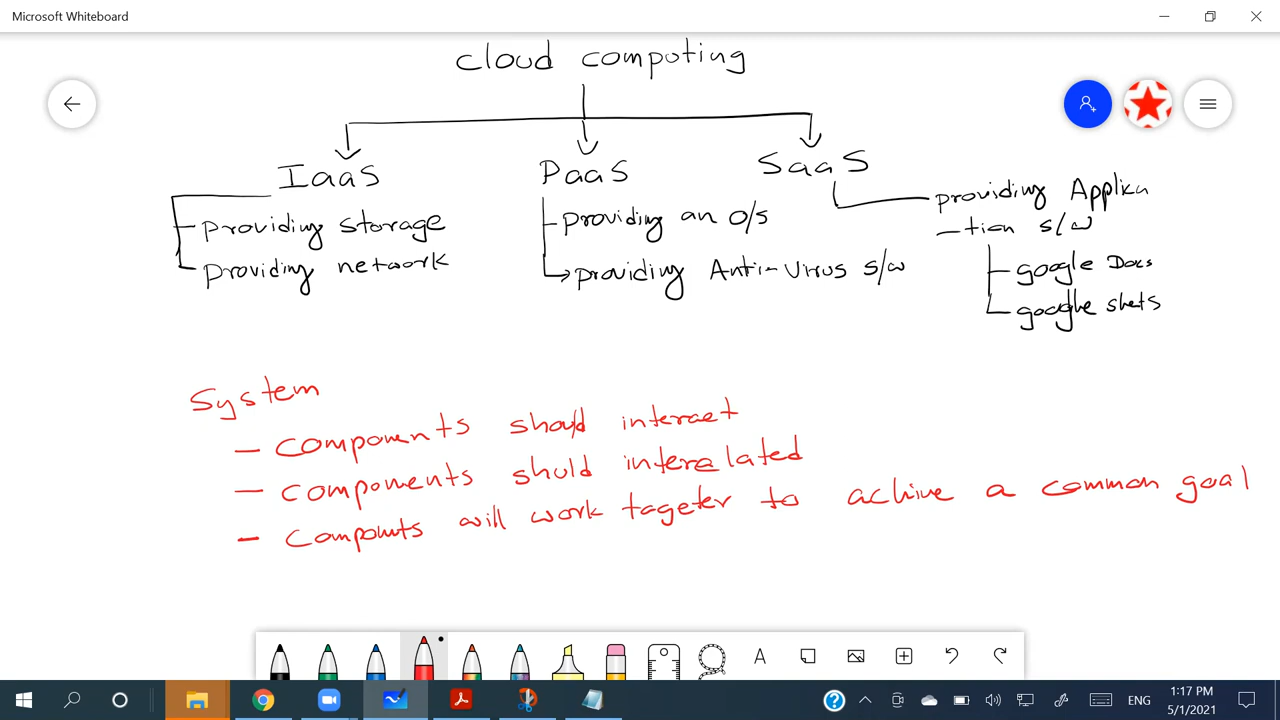 Microsoft Whiteboard
cloud computing
IaaS PaaS SaaS
providing storage
providing network
providing an o/s
providing Anti-virus s/w
providing Applica
-tion s/w
google Docs
google shets
System
- components should interact
- components shuld interelated
- componts will work tageter to achive a common goal
A
ENG
1:17 PM
5/1/2021